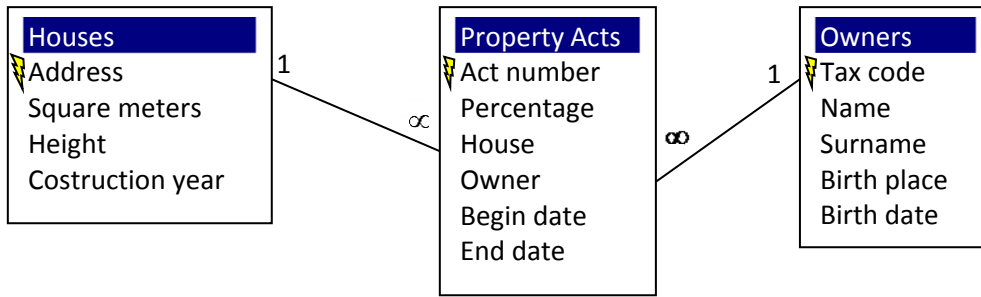 Houses
Address
Square meters
Height
Costruction year
1
∞
Property Acts
Act number
Percentage
House
Owner
Begin date
End date
∞
1
Owners
Tax code
Name
Surname
Birth place
Birth date